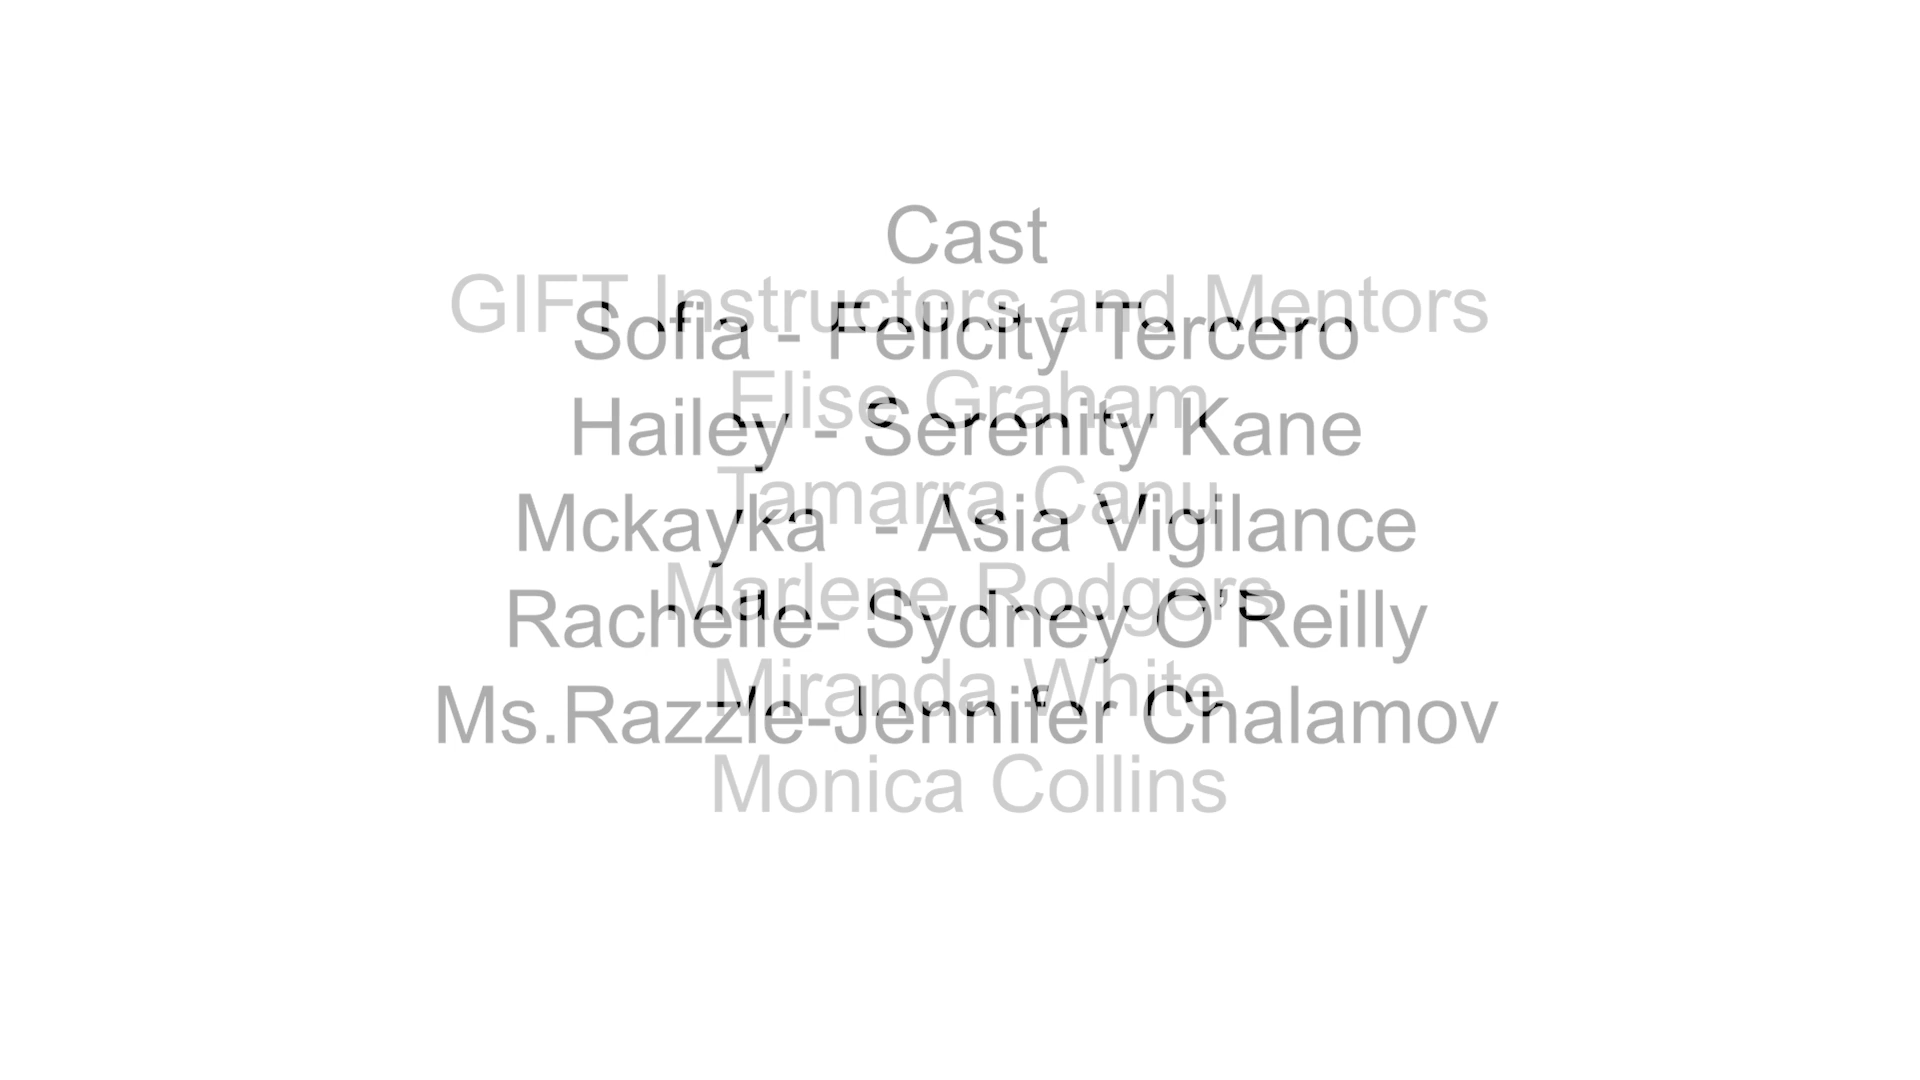 Cast
GIFT Instructors and Mentors
Sofia - Felicity Tercero
Elise Graham
Hailey - Serenity Kane
Tamarra Canu
Mckayka - Asia Vigilance
Marlene Rodgers
Rachelle- Sydney O’Reilly
Miranda White
Ms.Razzle-Jennifer Chalamov
Monica Collins